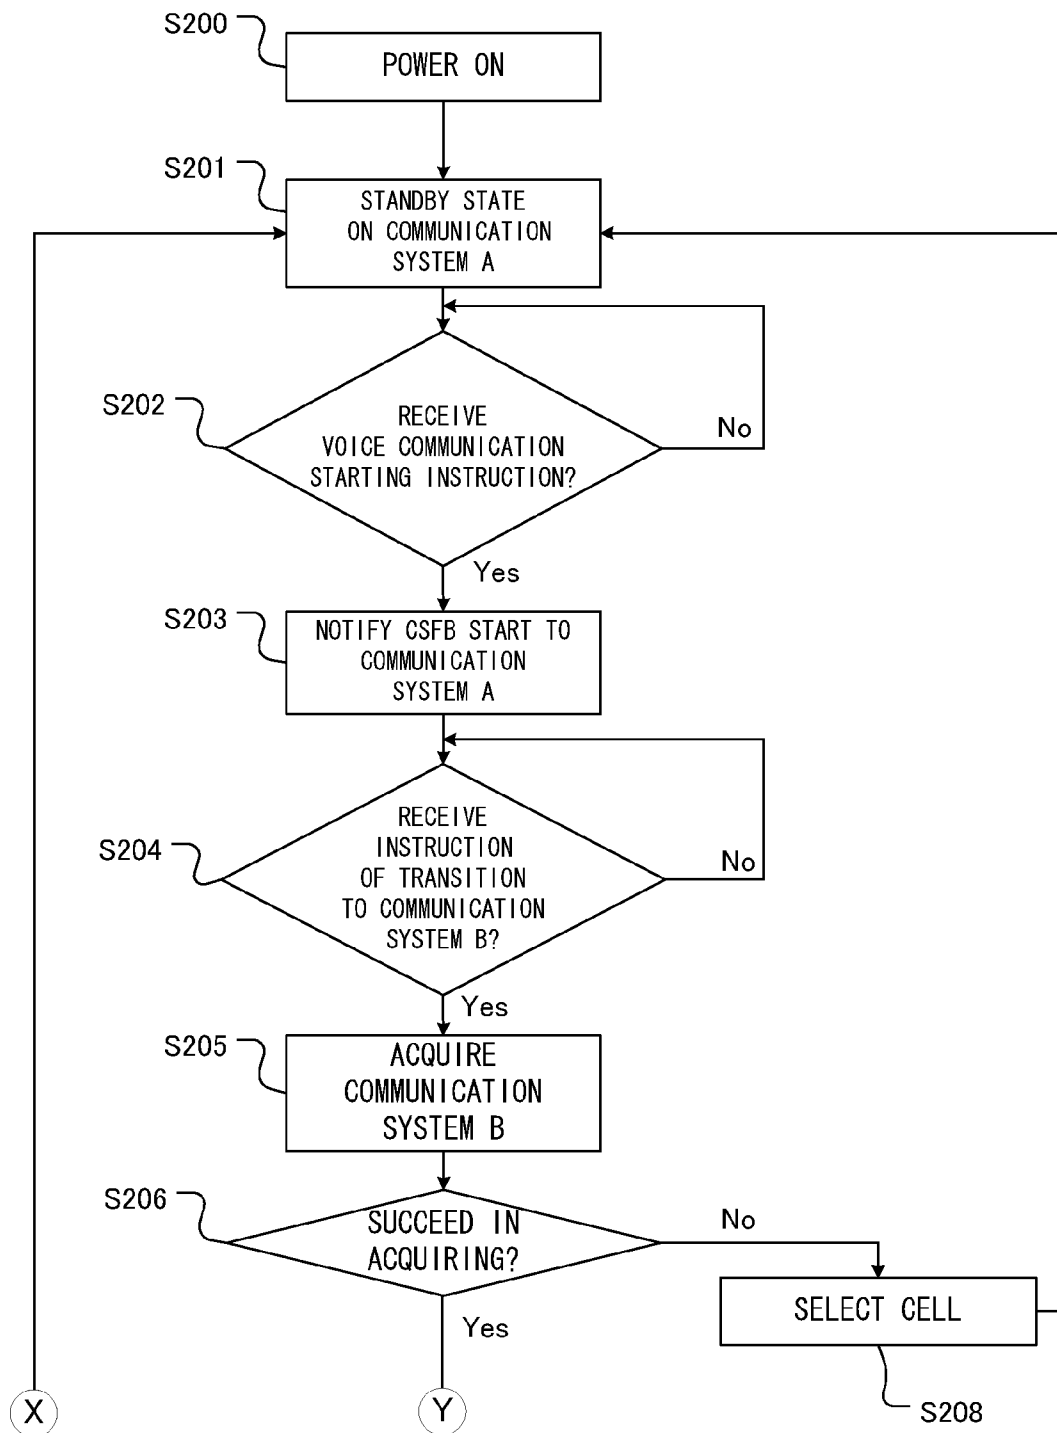 S200
POWER ON
S201
STANDBY STATE
ON COMMUNICATION
SYSTEM A
S202
RECEIVE
VOICE COMMUNICATION
STARTING INSTRUCTION?
No
Yes
S203
NOTIFY CSFB START TO
COMMUNICATION
SYSTEM A
S204
RECEIVE
INSTRUCTION
OF TRANSITION
TO COMMUNICATION
SYSTEM B?
No
Yes
S205
ACQUIRE
COMMUNICATION
SYSTEM B
S206
SUCCEED IN
ACQUIRING?
No
Yes
SELECT CELL
S208
X
Y